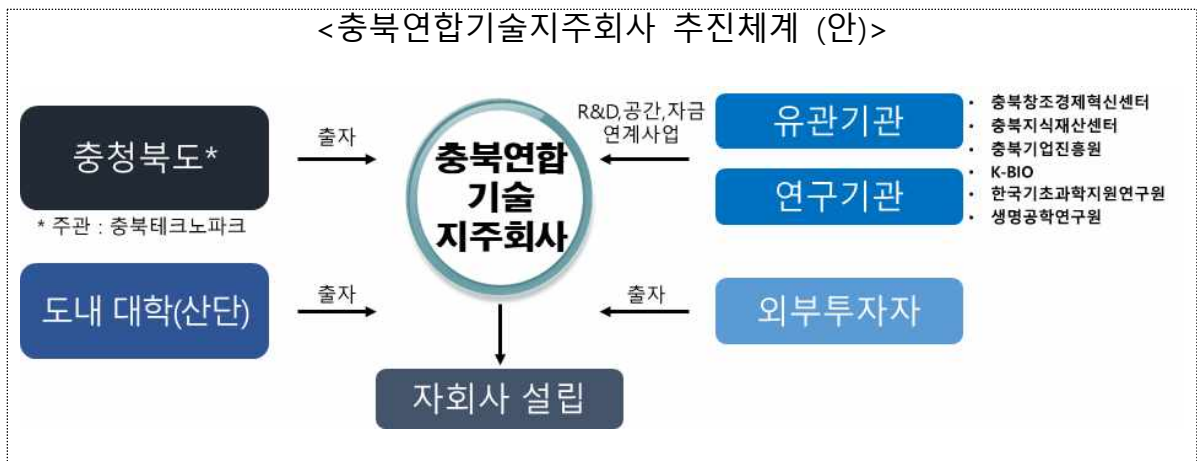 <충북연합기술지주회사 추진체계 (안)>
충청북도*
* 주관 : 충북테크노파크
출자
도내 대학(산단)
출자
충북연합
기술
지주회사
R&D,공간,자금
연계사업
유관기관
연구기관
• 충북창조경제혁신센터
• 충북지식재산센터
• 충북기업진흥원
• K-BIO
• 한국기초과학지원연구원
• 생명공학연구원
출자
외부투자자
자회사 설립